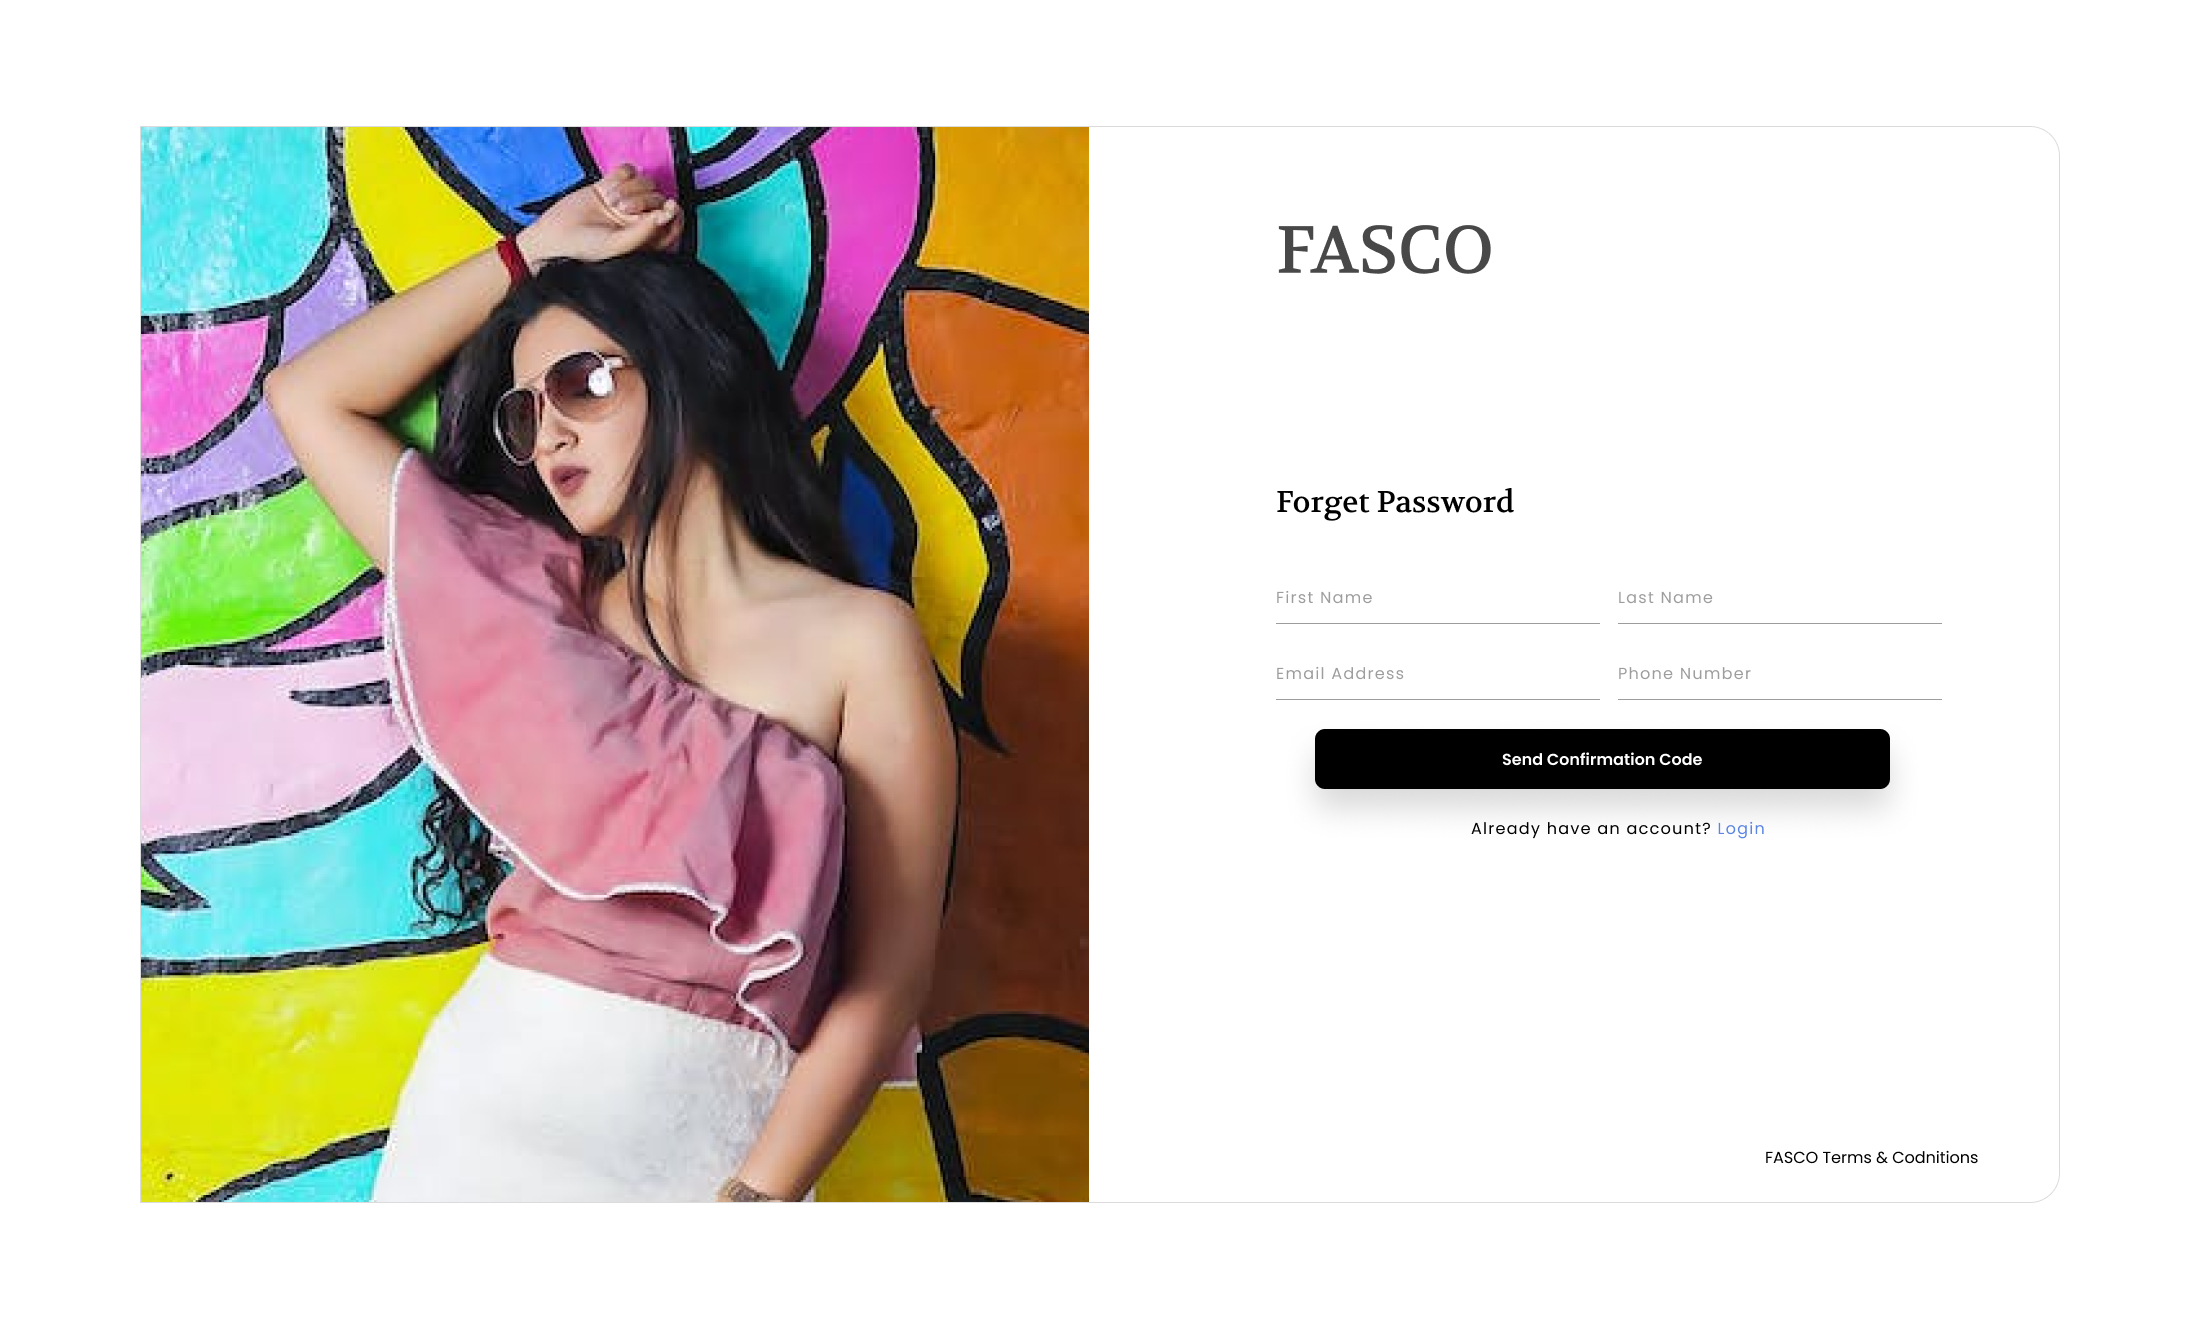 FASCO
Forget Password
First Name
Last Name
Email Address
Phone Number
Send Confirmation Code
Already have an account? Login
FASCO Terms & Codnitions